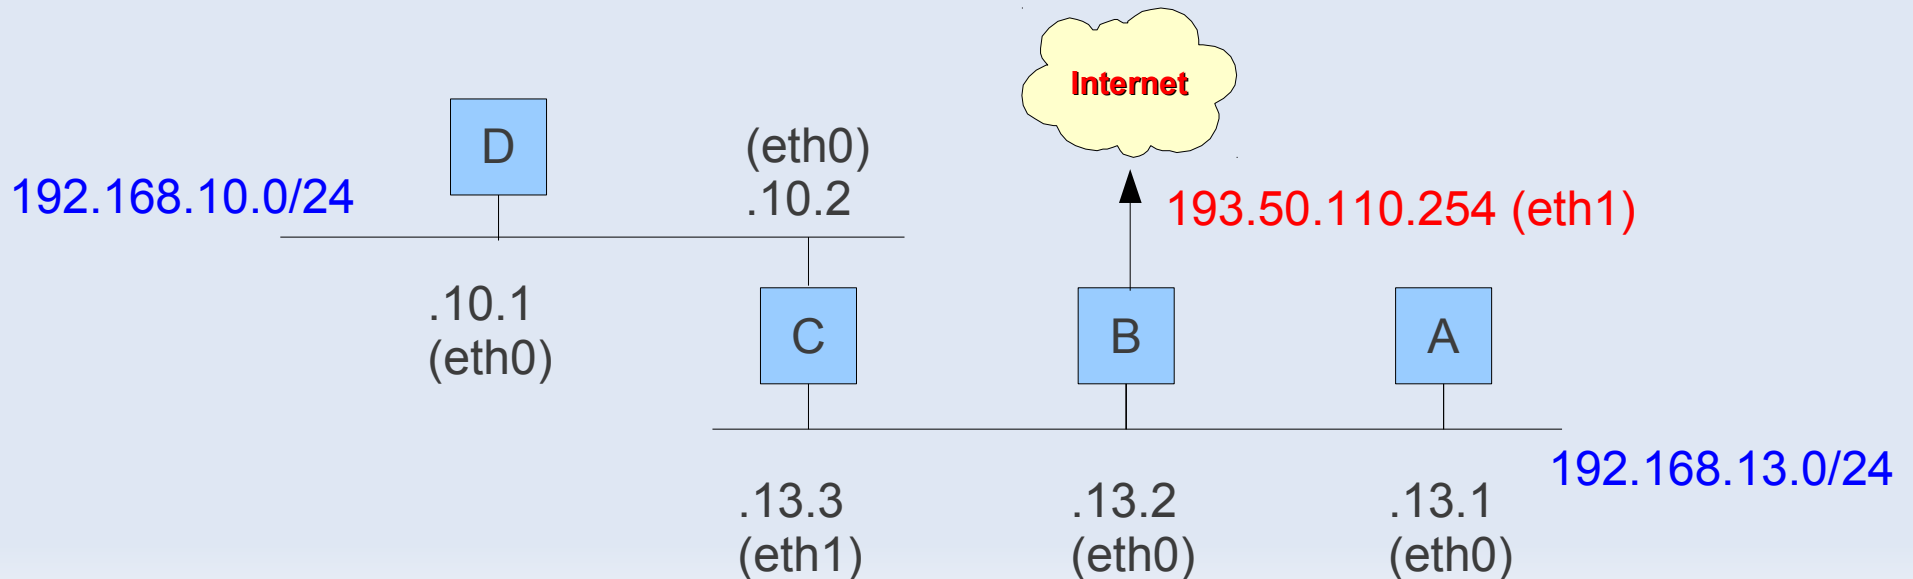 Internet
D
(eth0)
.10.2
192.168.10.0/24
193.50.110.254 (eth1)
.10.1
(eth0)
C
B
A
192.168.13.0/24
.13.3
(eth1)
.13.2
(eth0)
.13.1
(eth0)